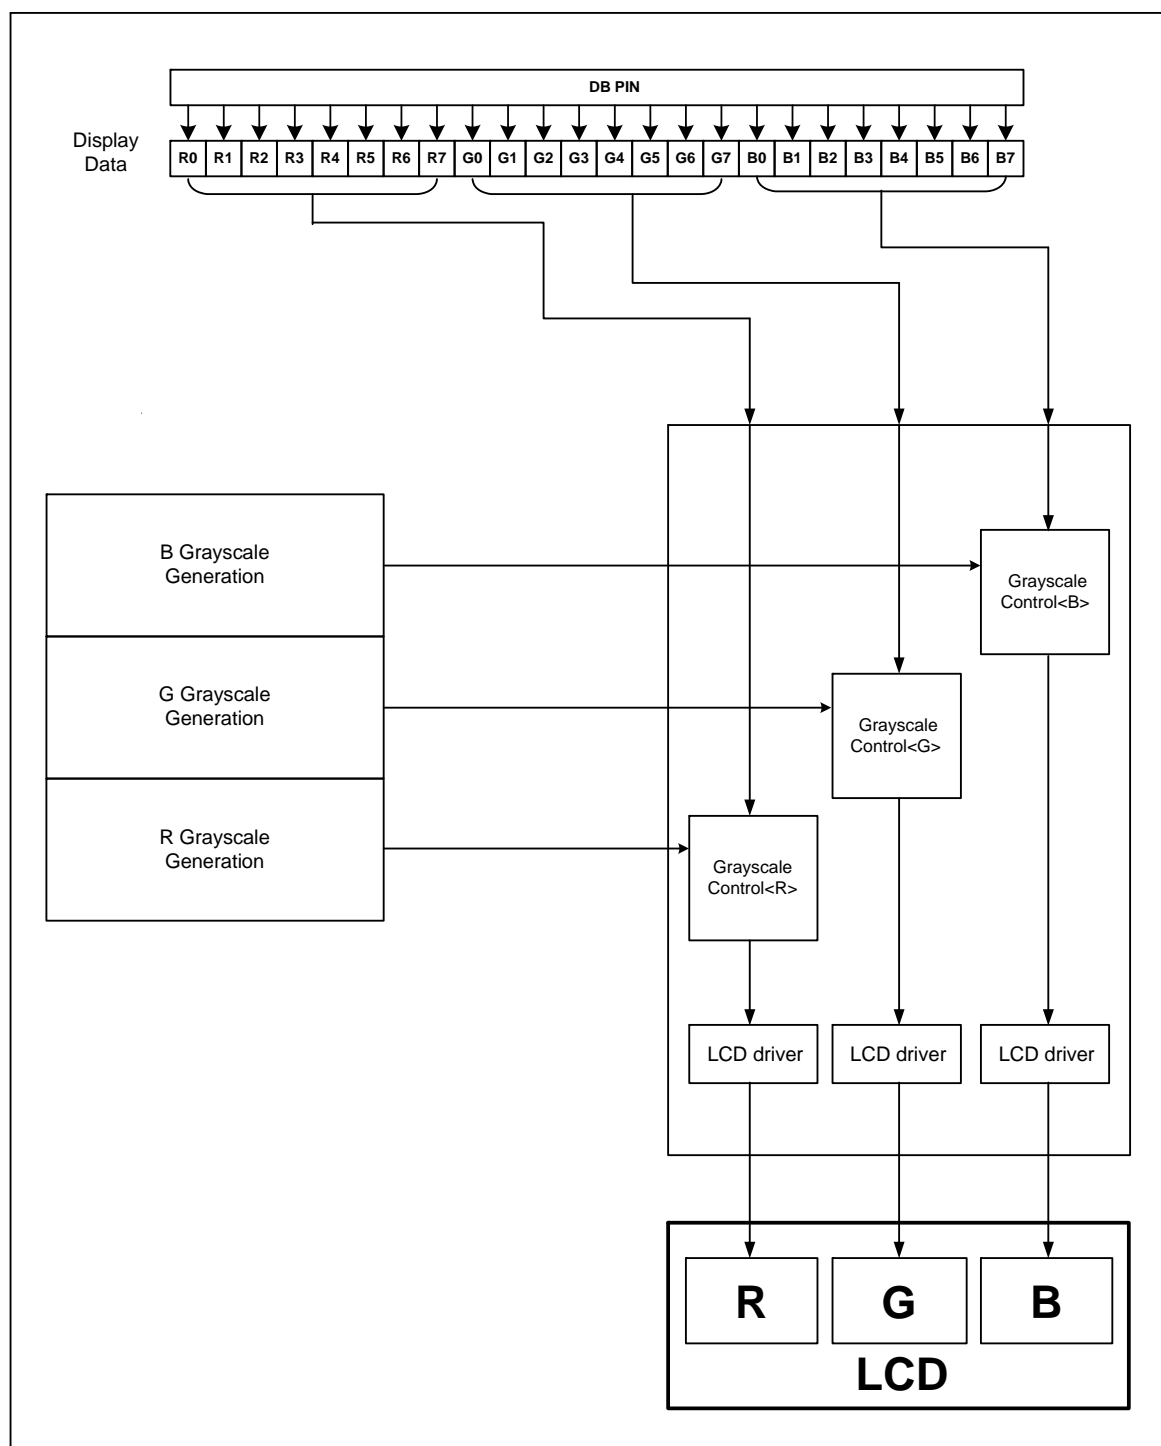 DB PIN
Display
Data
R0 R1 R2 R3 R4 R5 R6 R7 G0 G1 G2 G3 G4 G5 G6 G7 B0 B1 B2 B3 B4 B5 B6 B7
B Grayscale
Generation
Grayscale
Control<B>
G Grayscale
Generation
Grayscale
Control<G>
R Grayscale
Generation
Grayscale
Control<R>
LCD driver
LCD driver
LCD driver
R
G
B
LCD